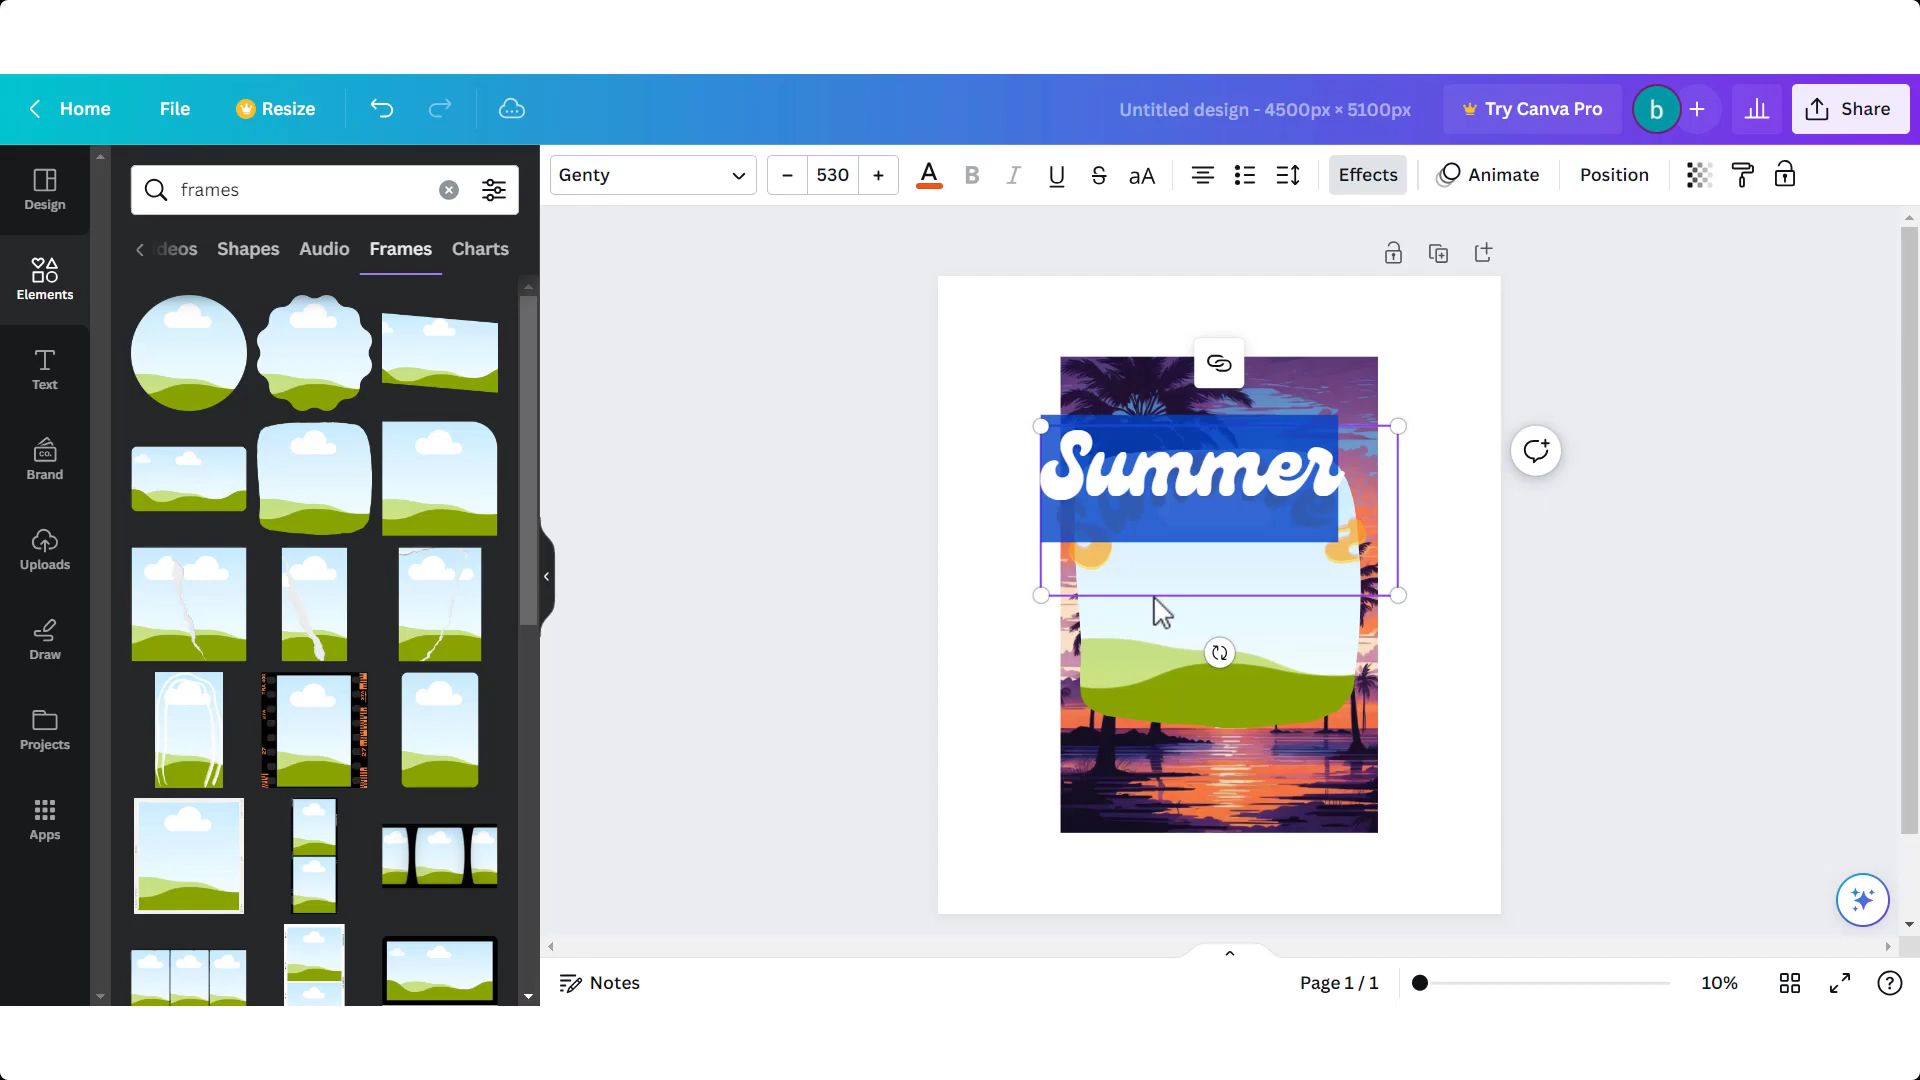 Home File Resize Untitled design - 4500px × 5100px Try Canva Pro b + Share
Design
Elements
Text
Brand
CO.
Uploads
Draw
Projects
Apps
frames
deos Shapes Audio Frames Charts
Genty – 530 + A B I U S aA Effects Animate Position
Summer
Notes Page 1 / 1 10% ?